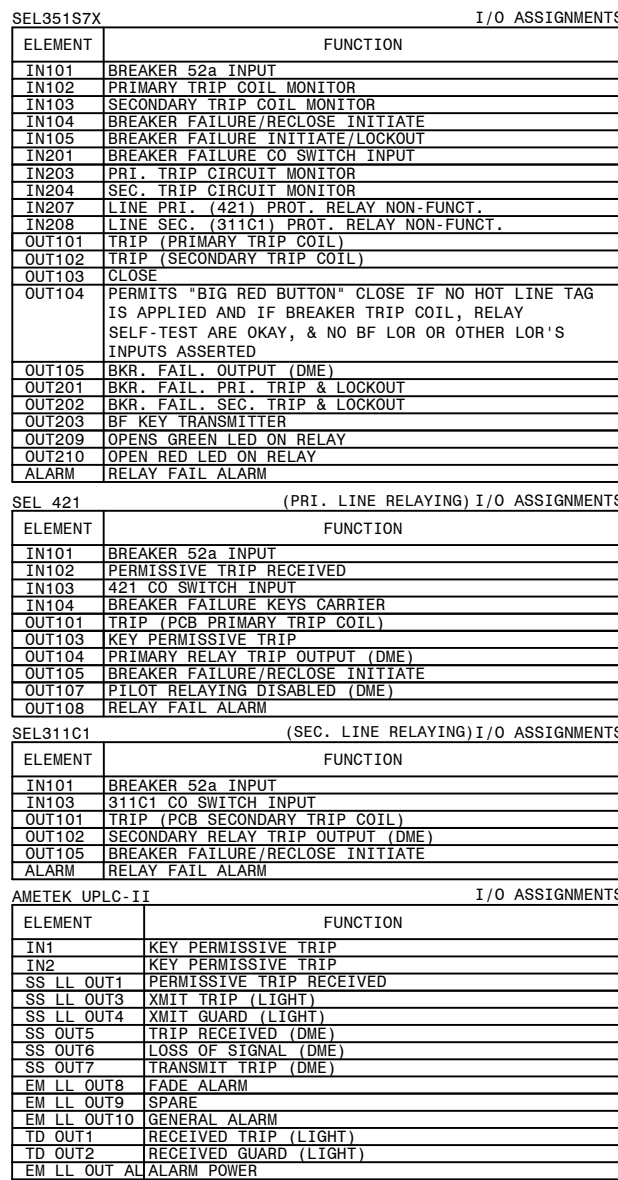 SEL351S7X I/O ASSIGNMENTS
ELEMENT FUNCTION
IN101 BREAKER 52a INPUT
IN102 PRIMARY TRIP COIL MONITOR
IN103 SECONDARY TRIP COIL MONITOR
IN104 BREAKER FAILURE/RECLOSE INITIATE
IN105 BREAKER FAILURE INITIATE/LOCKOUT
IN201 BREAKER FAILURE CO SWITCH INPUT
IN203 PRI. TRIP CIRCUIT MONITOR
IN204 SEC. TRIP CIRCUIT MONITOR
IN207 LINE PRI. (421) PROT. RELAY NON-FUNCT.
IN208 LINE SEC. (311C1) PROT. RELAY NON-FUNCT.
OUT101 TRIP (PRIMARY TRIP COIL)
OUT102 TRIP (SECONDARY TRIP COIL)
OUT103 CLOSE
OUT104 PERMITS "BIG RED BUTTON" CLOSE IF NO HOT LINE TAG
IS APPLIED AND IF BREAKER TRIP COIL, RELAY
SELF-TEST ARE OKAY, & NO BF LOR OR OTHER LOR'S
INPUTS ASSERTED
OUT105 BKR. FAIL. OUTPUT (DME)
OUT201 BKR. FAIL. PRI. TRIP & LOCKOUT
OUT202 BKR. FAIL. SEC. TRIP & LOCKOUT
OUT203 BF KEY TRANSMITTER
OUT209 OPENS GREEN LED ON RELAY
OUT210 OPEN RED LED ON RELAY
ALARM RELAY FAIL ALARM
SEL 421 (PRI. LINE RELAYING) I/O ASSIGNMENTS
ELEMENT FUNCTION
IN101 BREAKER 52a INPUT
IN102 PERMISSIVE TRIP RECEIVED
IN103 421 CO SWITCH INPUT
IN104 BREAKER FAILURE KEYS CARRIER
OUT101 TRIP (PCB PRIMARY TRIP COIL)
OUT103 KEY PERMISSIVE TRIP
OUT104 PRIMARY RELAY TRIP OUTPUT (DME)
OUT105 BREAKER FAILURE/RECLOSE INITIATE
OUT107 PILOT RELAYING DISABLED (DME)
OUT108 RELAY FAIL ALARM
SEL311C1 (SEC. LINE RELAYING) I/O ASSIGNMENTS
ELEMENT FUNCTION
IN101 BREAKER 52a INPUT
IN103 311C1 CO SWITCH INPUT
OUT101 TRIP (PCB SECONDARY TRIP COIL)
OUT102 SECONDARY RELAY TRIP OUTPUT (DME)
OUT105 BREAKER FAILURE/RECLOSE INITIATE
ALARM RELAY FAIL ALARM
AMETEK UPLC-II I/O ASSIGNMENTS
ELEMENT FUNCTION
IN1 KEY PERMISSIVE TRIP
IN2 KEY PERMISSIVE TRIP
SS LL OUT1 PERMISSIVE TRIP RECEIVED
SS LL OUT3 XMIT TRIP (LIGHT)
SS LL OUT4 XMIT GUARD (LIGHT)
SS OUT5 TRIP RECEIVED (DME)
SS OUT6 LOSS OF SIGNAL (DME)
SS OUT7 TRANSMIT TRIP (DME)
EM LL OUT8 FADE ALARM
EM LL OUT9 SPARE
EM LL OUT10 GENERAL ALARM
TD OUT1 RECEIVED TRIP (LIGHT)
TD OUT2 RECEIVED GUARD (LIGHT)
EM LL OUT AL ALARM POWER